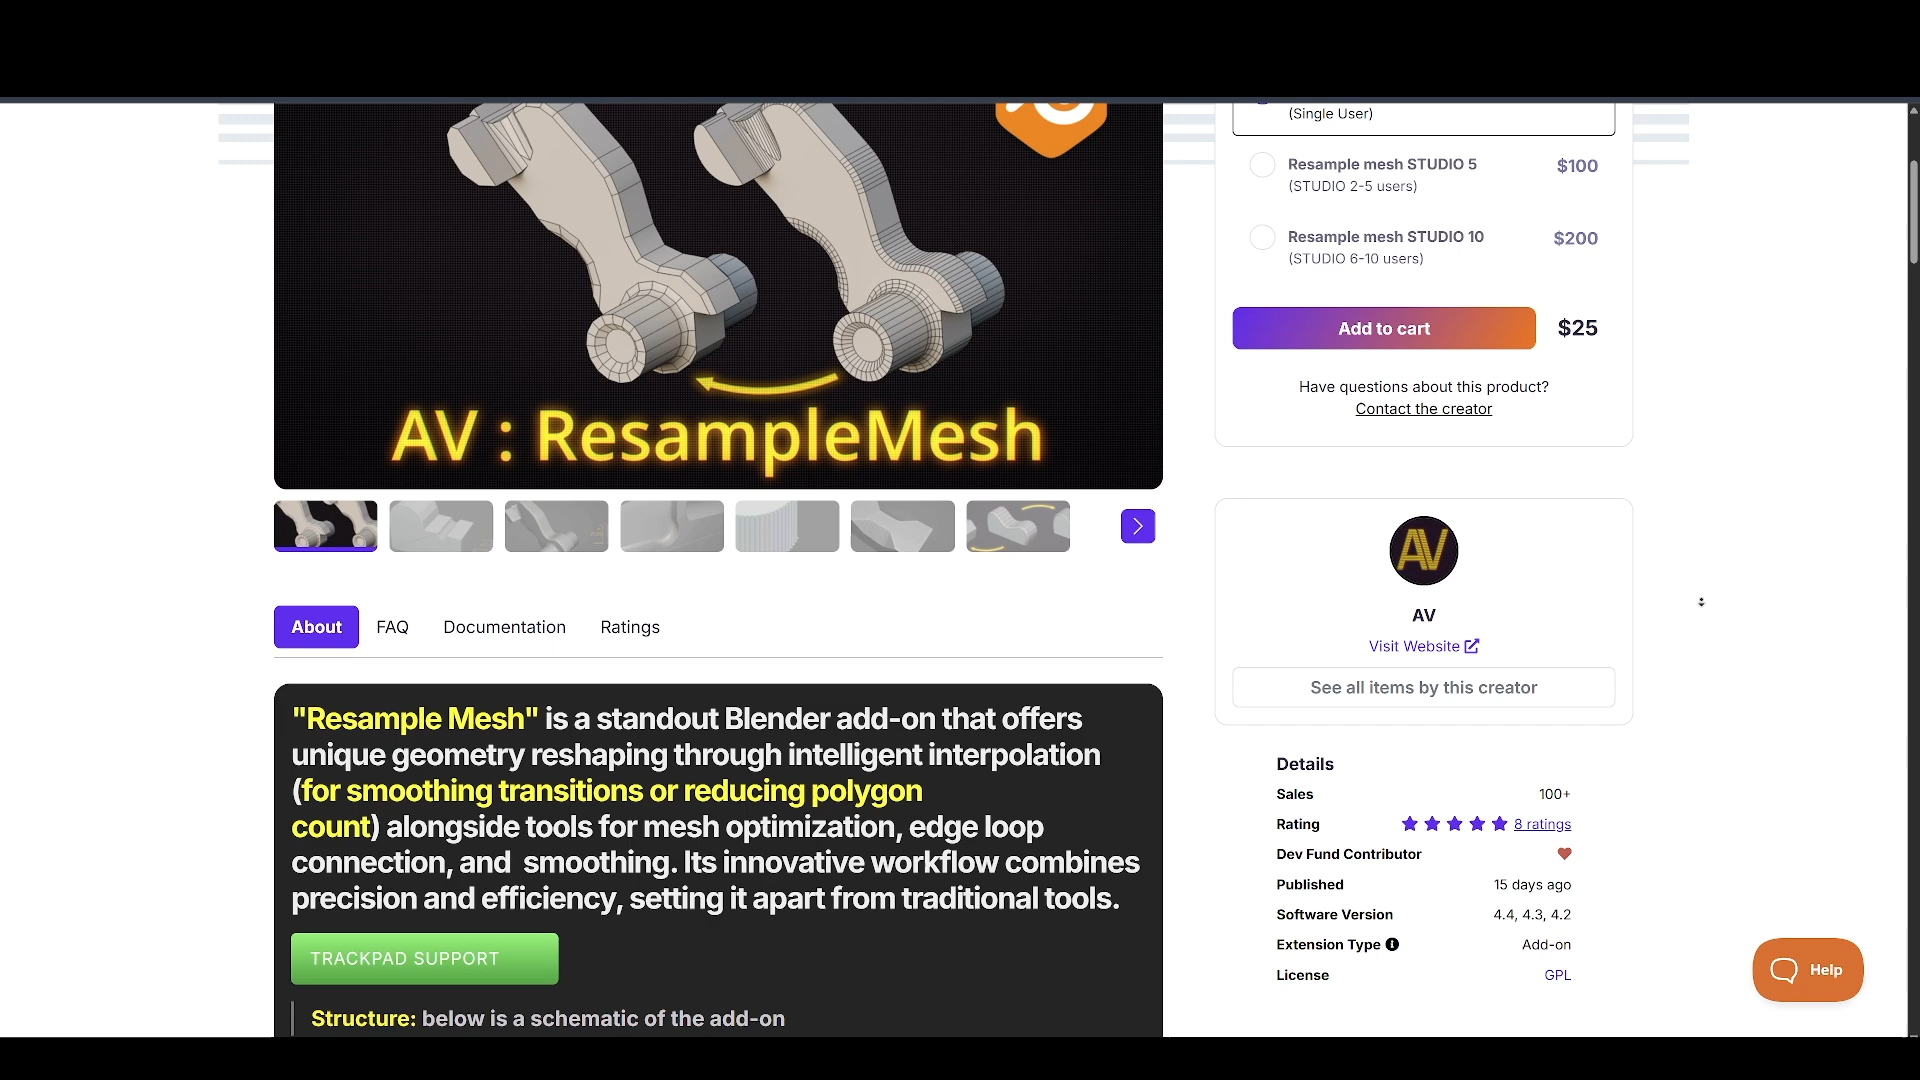 (Single User)
Resample mesh STUDIO 5
$100
(STUDIO 2-5 users)
Resample mesh STUDIO 10
$200
(STUDIO 6-10 users)
Add to cart
$25
Have questions about this product?
Contact the creator
AV : ResampleMesh
AV
AV
Visit Website
See all items by this creator
About
FAQ
Documentation
Ratings
"Resample Mesh" is a standout Blender add-on that offers
unique geometry reshaping through intelligent interpolation
(for smoothing transitions or reducing polygon
count) alongside tools for mesh optimization, edge loop
connection, and  smoothing. Its innovative workflow combines
precision and efficiency, setting it apart from traditional tools.
TRACKPAD SUPPORT
Structure: below is a schematic of the add-on
Details
Sales
100+
Rating
8 ratings
Dev Fund Contributor
Published
15 days ago
Software Version
4.4, 4.3, 4.2
Extension Type
Add-on
License
GPL
Help